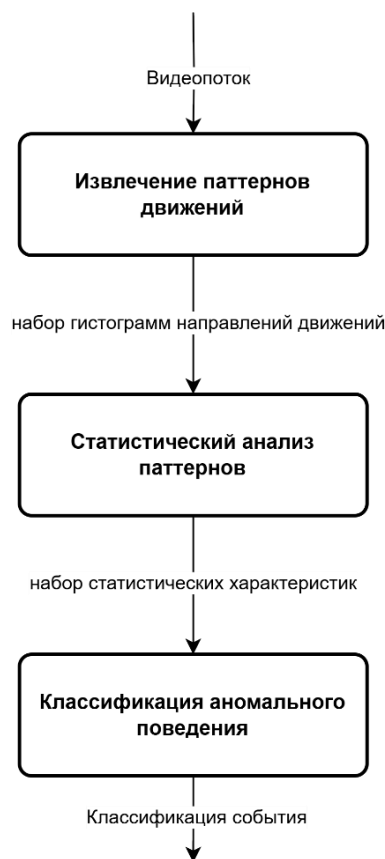 Видеопоток
Извлечение паттернов
движений
набор гистограмм направлений движений
Статистический анализ
паттернов
набор статистических характеристик
Классификация аномального
поведения
Классификация события